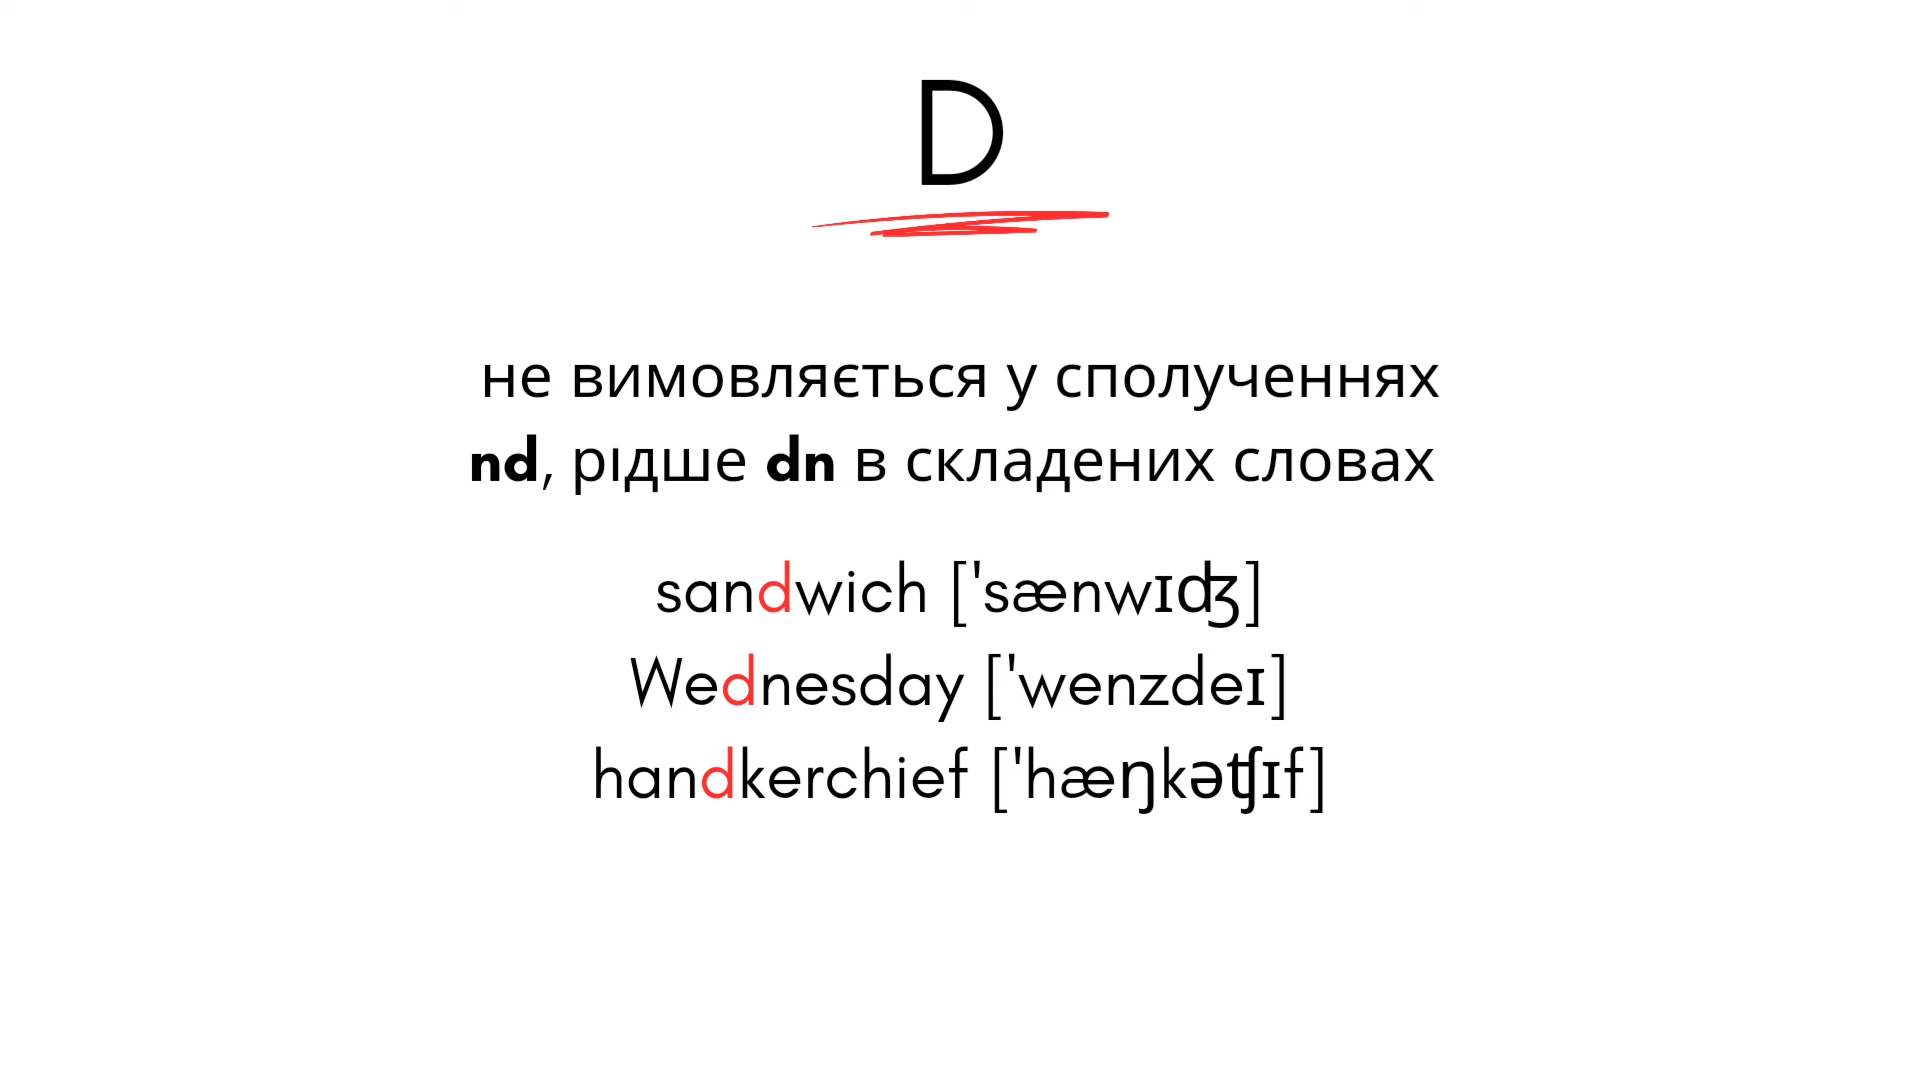 D
не вимовляється у сполученнях
nd, рідше dn в складених словах
sandwich ['sænwɪʤ]
Wednesday ['wenzdeɪ]
handkerchief ['hæŋkəʧɪf]